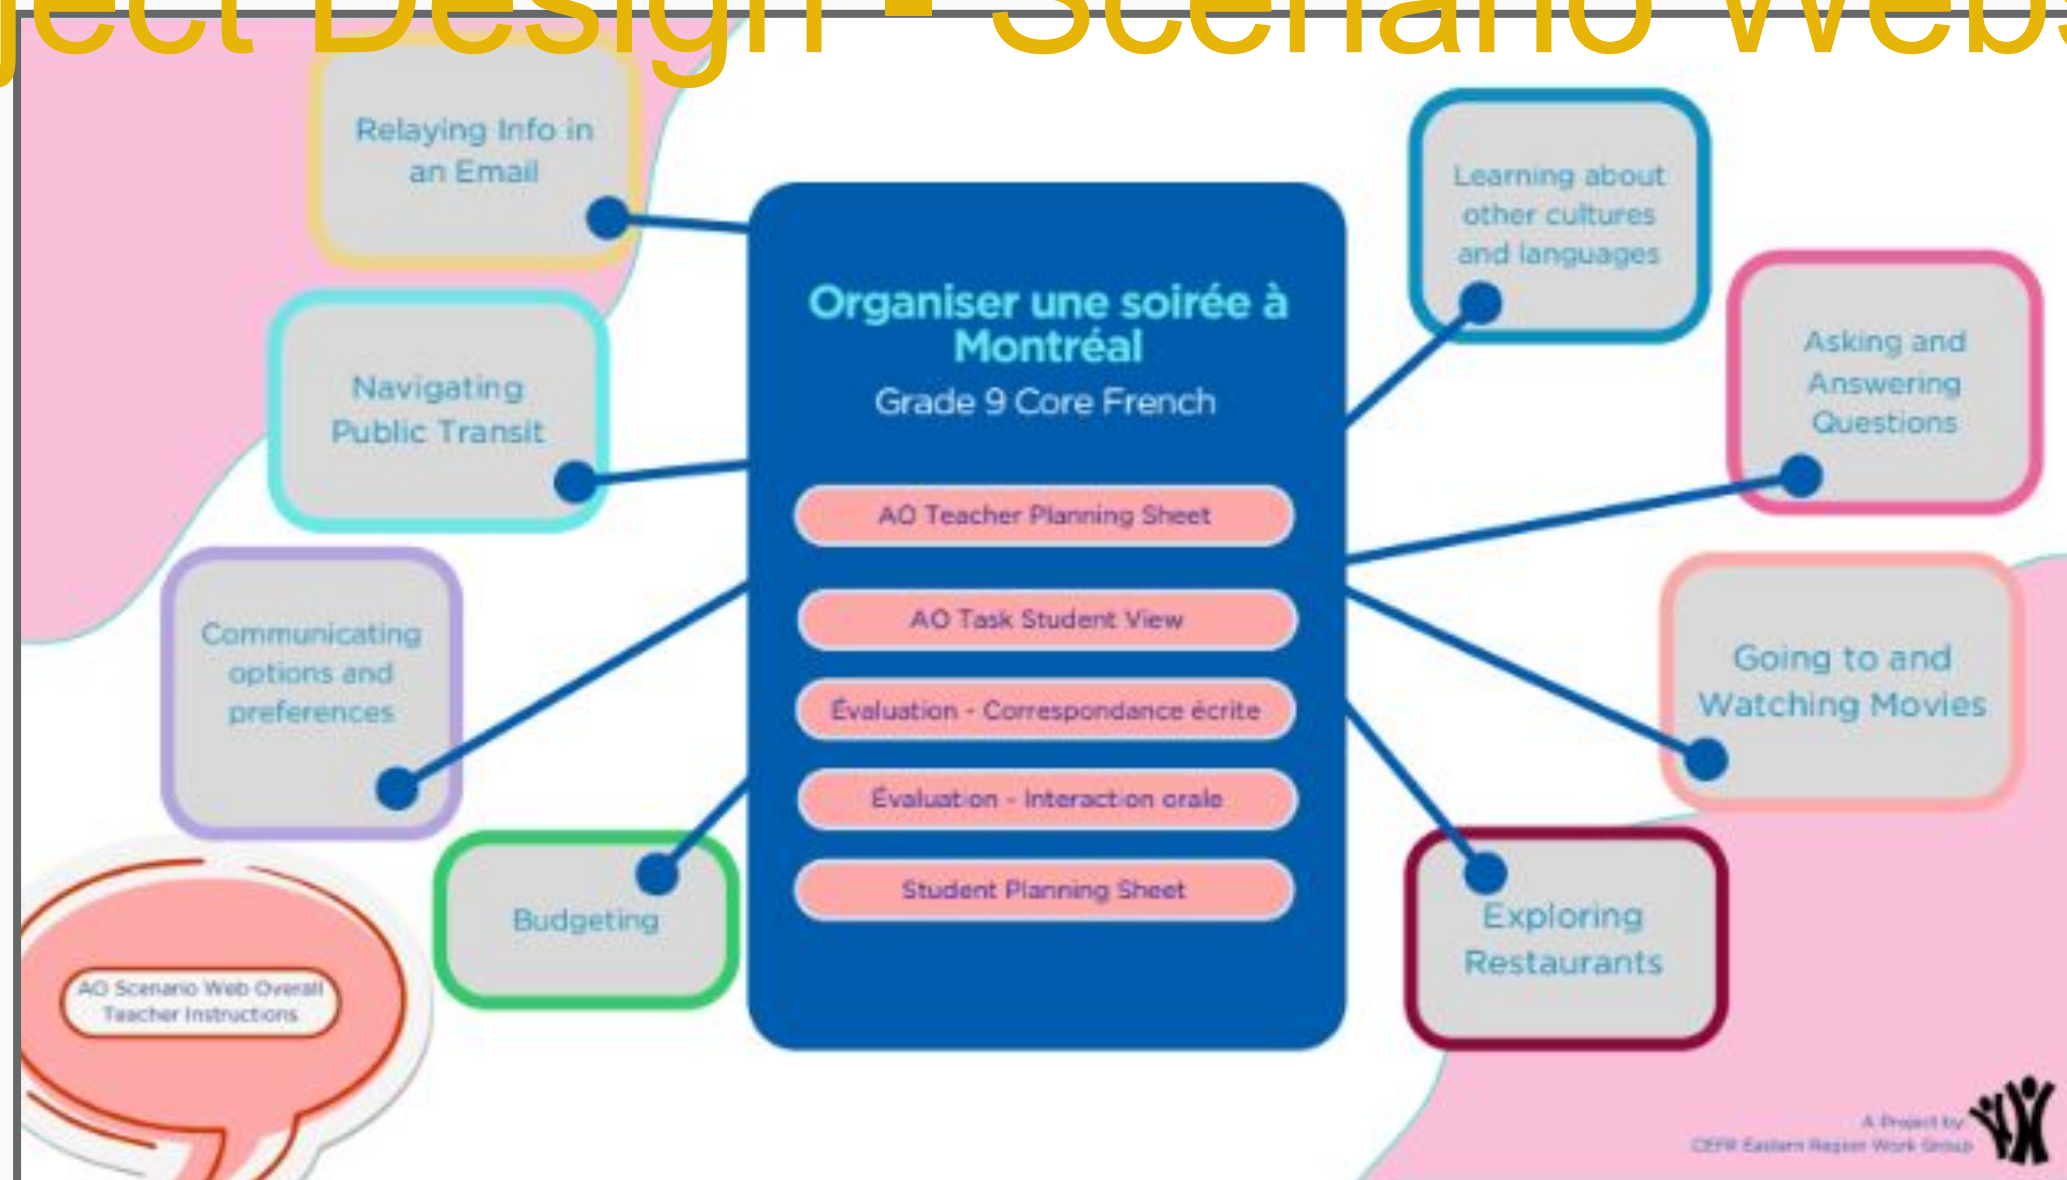 ject Design - Scenario Webs
Relaying Info in
an Email
Navigating
Public Transit
Communicating
options and
preferences
Budgeting
AO Scenario Web Overall
Teacher Instructions
Organiser une soirée à
Montréal
Grade 9 Core French
AO Teacher Planning Sheet
AO Task Student View
Évaluation - Correspondance écrite
Évaluation - Interaction orale
Student Planning Sheet
Learning about
other cultures
and languages
Asking and
Answering
Questions
Going to and
Watching Movies
Exploring
Restaurants
A Project by
CEFR Eastern Region Work Group